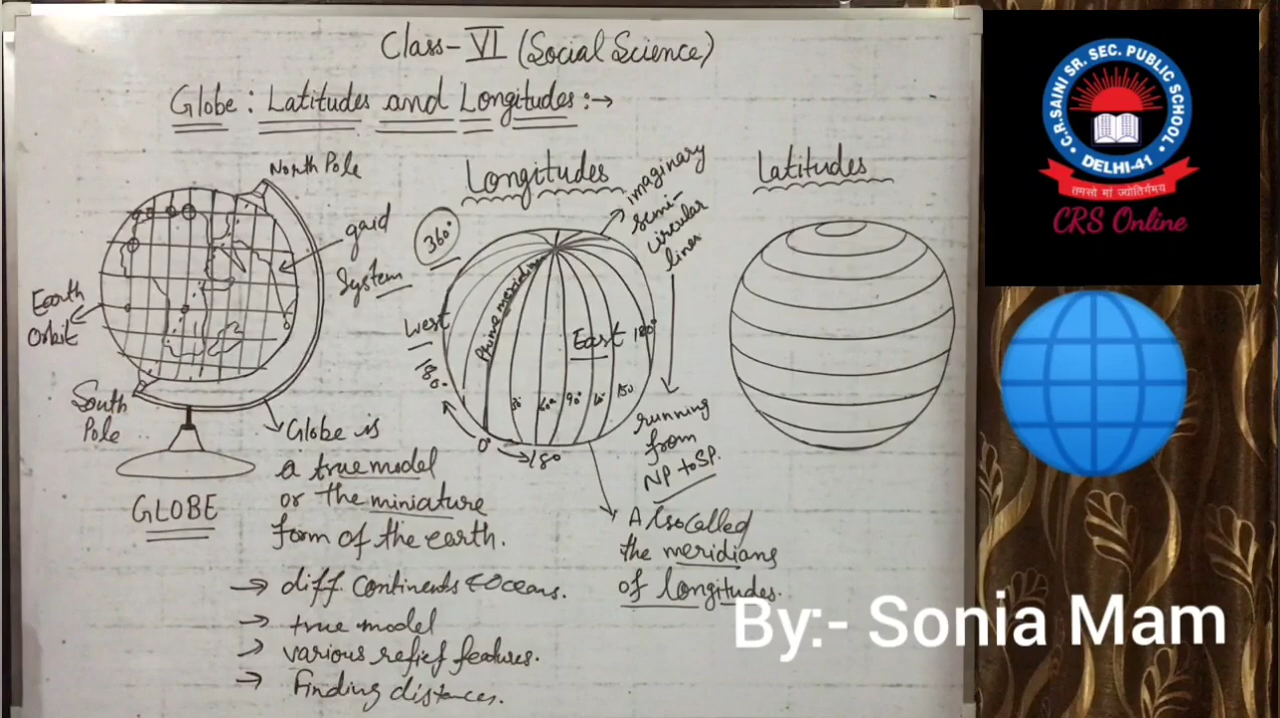 Class-VI (Social Science)
Globe: Latitudes and Longitudes:→
North Pole
grid
System
Earth
Orbit
South
Pole
GLOBE
Globe is
a true model
or the miniature
form of the earth.
→ diff. continents & Oceans.
→ true model
→ various relief features.
→ Finding distances.
Longitudes
360°
imaginary
semi-
circular
lines
Prime meridian
West
180°
East 180°
30° 60° 90° 150
0° → 180
running
from
NP to SP.
Also called
the meridians
of longitudes.
Latitudes
C.R.SAINI SR. SEC. PUBLIC SCHOOL
DELHI-41
तमसो मां ज्योतिर्गमय
CRS Online
By:- Sonia Mam